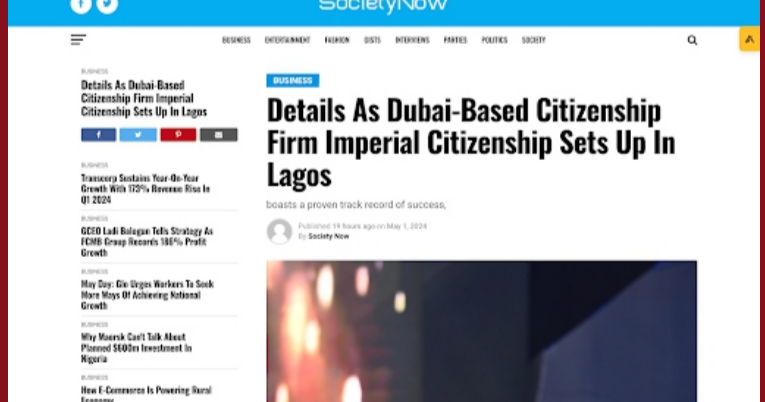 SocietyNow
BUSINESS ENTERTAINMENT FASHION GISTS INTERVIEWS PARTIES POLITICS SOCIETY
BUSINESS
Details As Dubai-Based
Citizenship Firm Imperial
Citizenship Sets Up In Lagos
BUSINESS
Transcorp Sustains Year-On-Year
Growth With 173% Revenue Rise In
Q1 2024
BUSINESS
GCEO Ladi Balogun Tells Strategy As
FCMB Group Records 186% Profit
Growth
BUSINESS
May Day: Glo Urges Workers To Seek
More Ways Of Achieving National
Growth
BUSINESS
Why Maersk Can't Talk About
Planned $600m Investment In
Nigeria
BUSINESS
How E-Commerce Is Powering Rural
Economy
BUSINESS
Details As Dubai-Based Citizenship
Firm Imperial Citizenship Sets Up In
Lagos
boasts a proven track record of success,
Published 19 hours ago on May 1, 2024
By Society Now